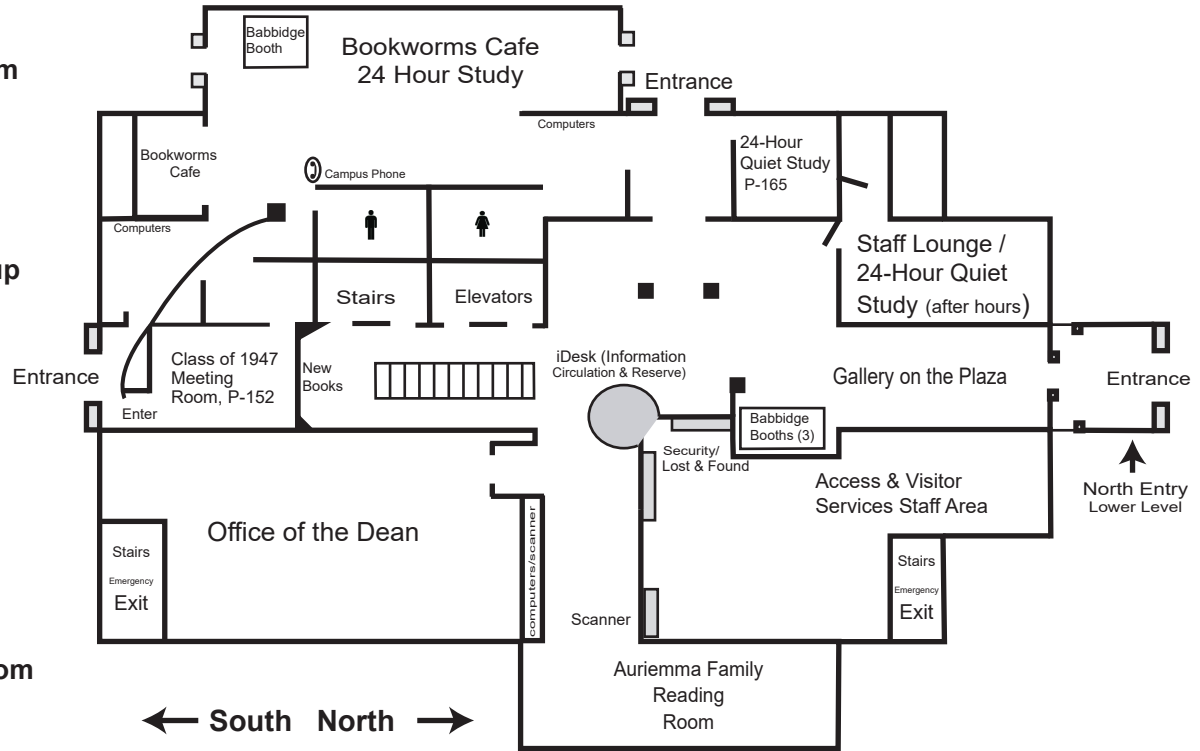 m
up
om
Babbidge
Booth
Bookworms Cafe
24 Hour Study
Entrance
Computers
24-Hour
Quiet Study
P-165
Bookworms
Cafe
Campus Phone
Computers
Staff Lounge /
24-Hour Quiet
Study (after hours)
Stairs
Elevators
Entrance
Enter
Class of 1947
Meeting
Room, P-152
New
Books
iDesk (Information
Circulation & Reserve)
Gallery on the Plaza
Entrance
Babbidge
Booths (3)
Security/
Lost & Found
Access & Visitor
Services Staff Area
North Entry
Lower Level
Office of the Dean
Stairs
Emergency
Exit
computers/scanner
Scanner
Stairs
Emergency
Exit
Auriemma Family
Reading
Room
South North